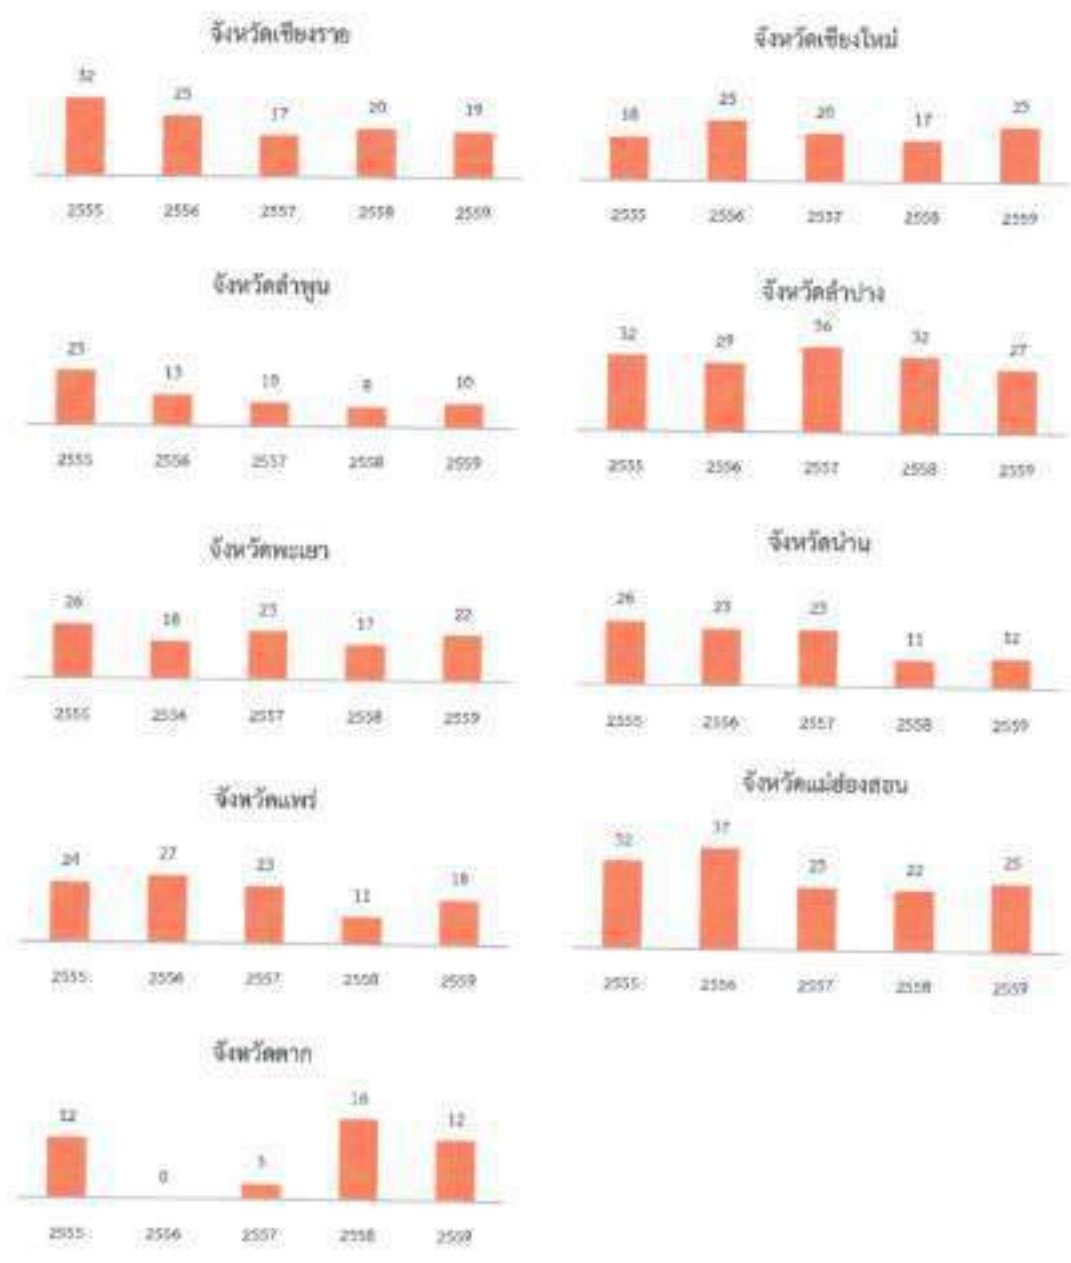 จังหวัดเชียงราย
32 25 17 20 19
2555 2556 2557 2558 2559
จังหวัดเชียงใหม่
18 25 20 17 23
2555 2556 2557 2558 2559
จังหวัดลำพูน
23 13 10 8 10
2555 2556 2557 2558 2559
จังหวัดลำปาง
32 29 36 32 27
2555 2556 2557 2558 2559
จังหวัดพะเยา
26 18 23 17 22
2555 2556 2557 2558 2559
จังหวัดน่าน
26 23 23 11 12
2555 2556 2557 2558 2559
จังหวัดแพร่
24 27 23 11 18
2555 2556 2557 2558 2559
จังหวัดแม่ฮ่องสอน
32 37 23 22 25
2555 2556 2557 2558 2559
จังหวัดตาก
12 0 3 16 12
2555 2556 2557 2558 2559